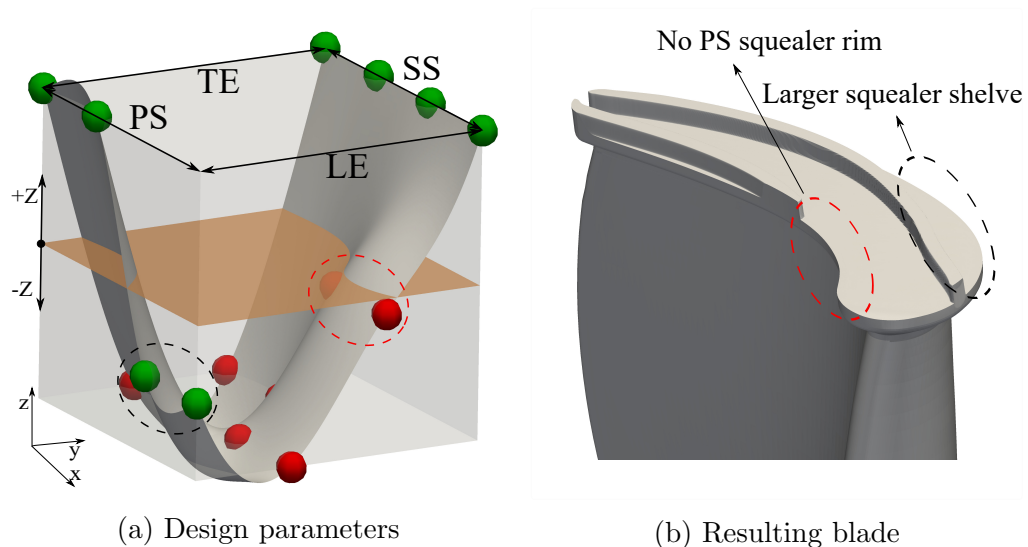 TE
SS
PS
LE
+Z
-Z
z
y
x
(a) Design parameters
No PS squealer rim
Larger squealer shelve
(b) Resulting blade